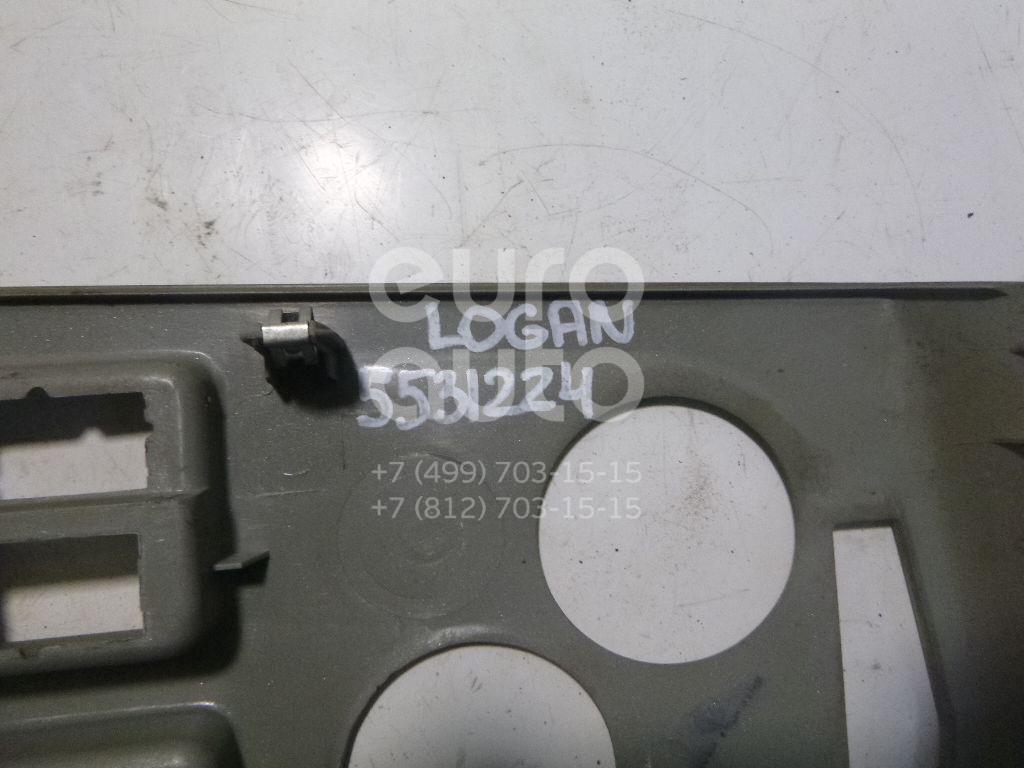 euro
LOGAN
auto
5531224
+7 (499) 703-15-15
+7 (812) 703-15-15